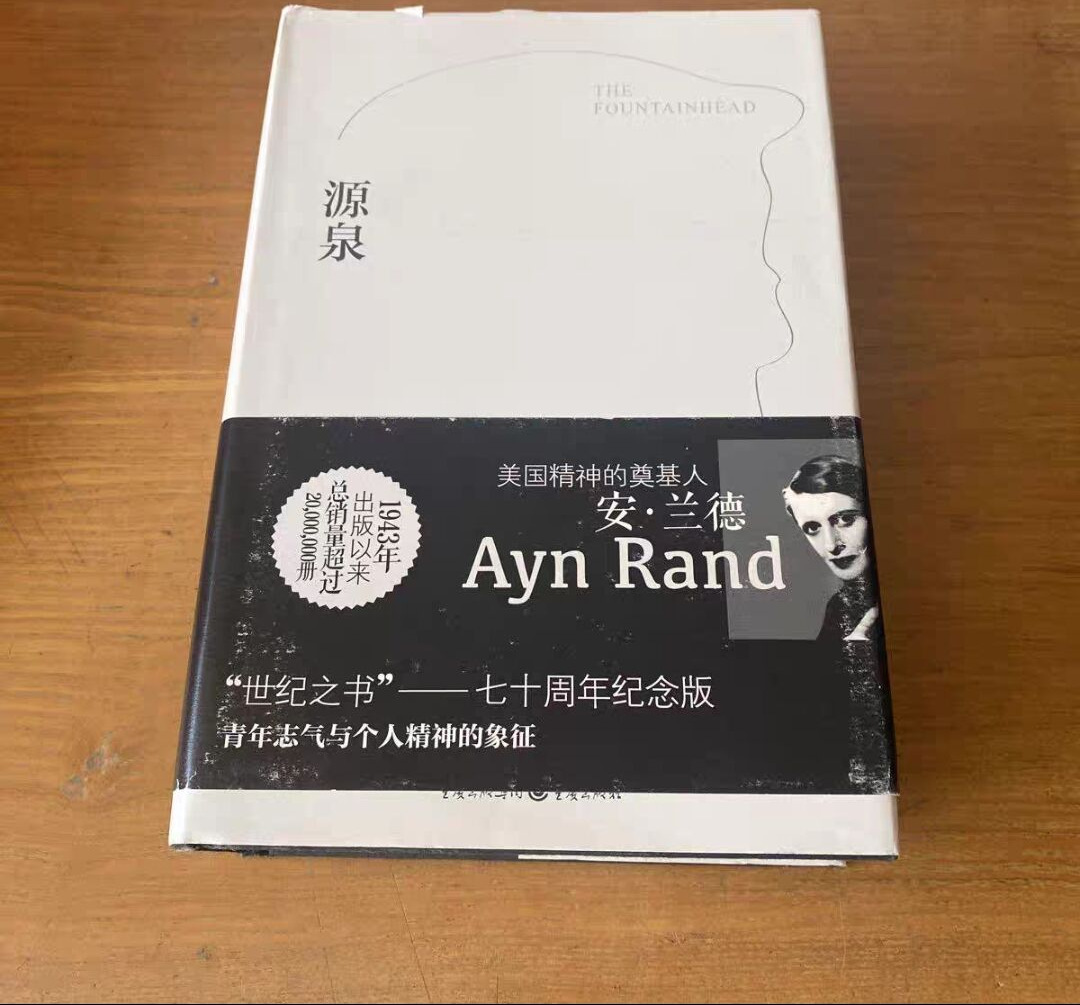 THE
FOUNTAINHEAD
源泉
美国精神的奠基人
安·兰德
Ayn Rand
1943年
出版以来
总销量超过
20,000,000册
“世纪之书”——七十周年纪念版
青年志气与个人精神的象征